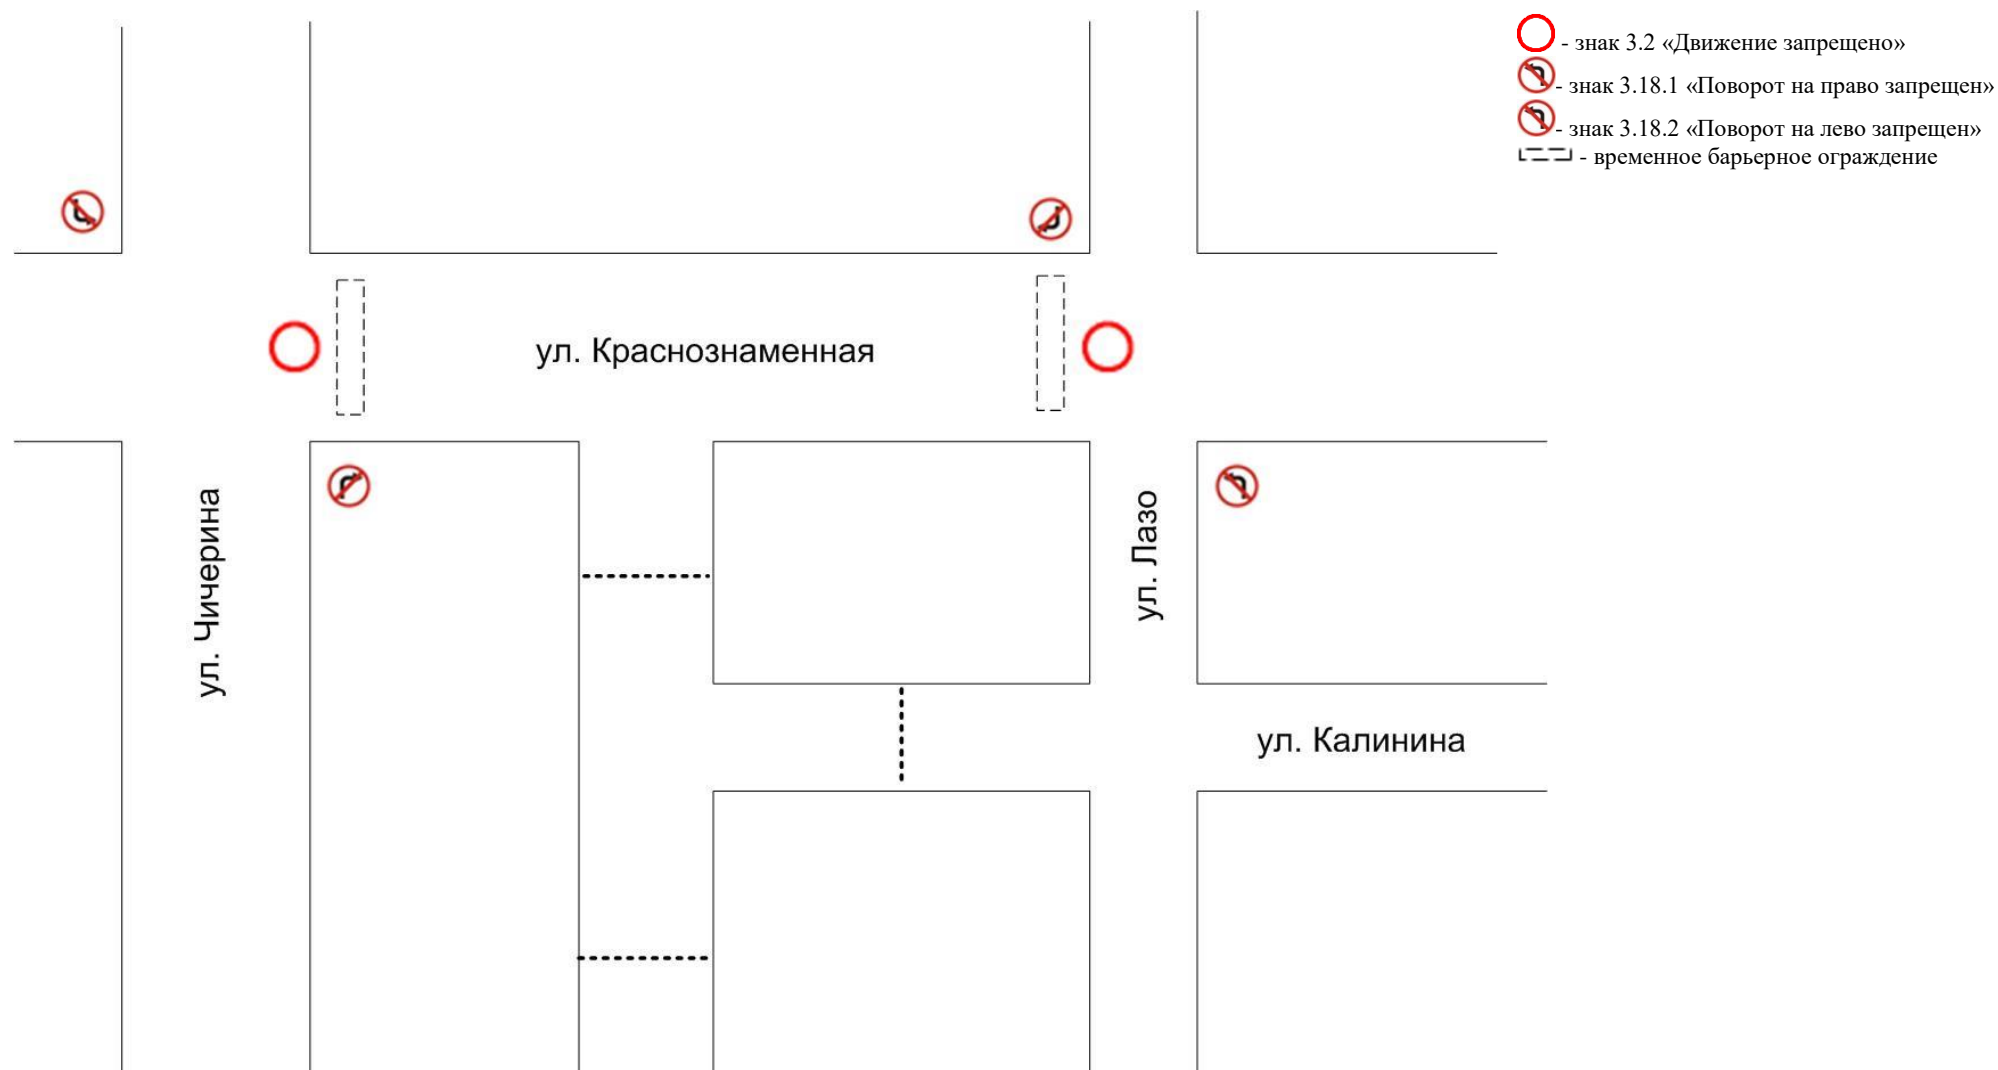 - знак 3.2 «Движение запрещено»
- знак 3.18.1 «Поворот на право запрещен»
- знак 3.18.2 «Поворот на лево запрещен»
- временное барьерное ограждение
ул. Краснознаменная
ул. Чичерина
ул. Лазо
ул. Калинина